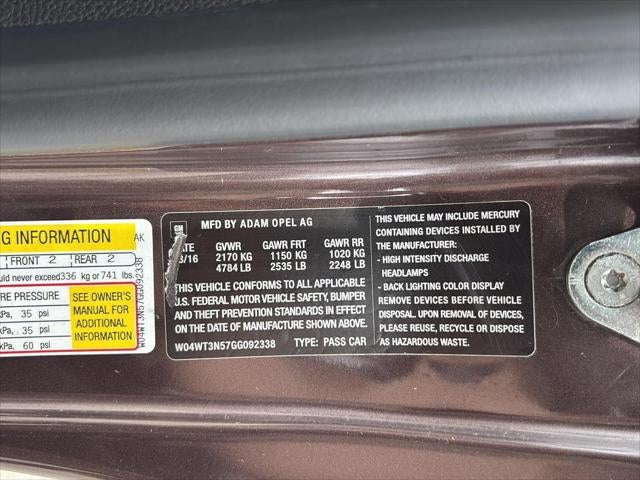 G INFORMATION
AK
FRONT 2 REAR 2
uld never exceed 336 kg or 741 lbs.
RE PRESSURE
kPa, 35 psi
kPa, 35 psi
kPa, 60 psi
SEE OWNER'S
MANUAL FOR
ADDITIONAL
INFORMATION
W04WT3N57GG092338
GM
MFD BY ADAM OPEL AG
ATE GVWR GAWR FRT GAWR RR
3/16 2170 KG 1150 KG 1020 KG
4784 LB 2535 LB 2248 LB
THIS VEHICLE CONFORMS TO ALL APPLICABLE
U.S. FEDERAL MOTOR VEHICLE SAFETY, BUMPER
AND THEFT PREVENTION STANDARDS IN EFFECT
ON THE DATE OF MANUFACTURE SHOWN ABOVE.
W04WT3N57GG092338 TYPE: PASS CAR
THIS VEHICLE MAY INCLUDE MERCURY
CONTAINING DEVICES INSTALLED BY
THE MANUFACTURER:
- HIGH INTENSITY DISCHARGE
HEADLAMPS
- BACK LIGHTING COLOR DISPLAY
REMOVE DEVICES BEFORE VEHICLE
DISPOSAL. UPON REMOVAL OF DEVICES,
PLEASE REUSE, RECYCLE OR DISPOSE
AS HAZARDOUS WASTE.